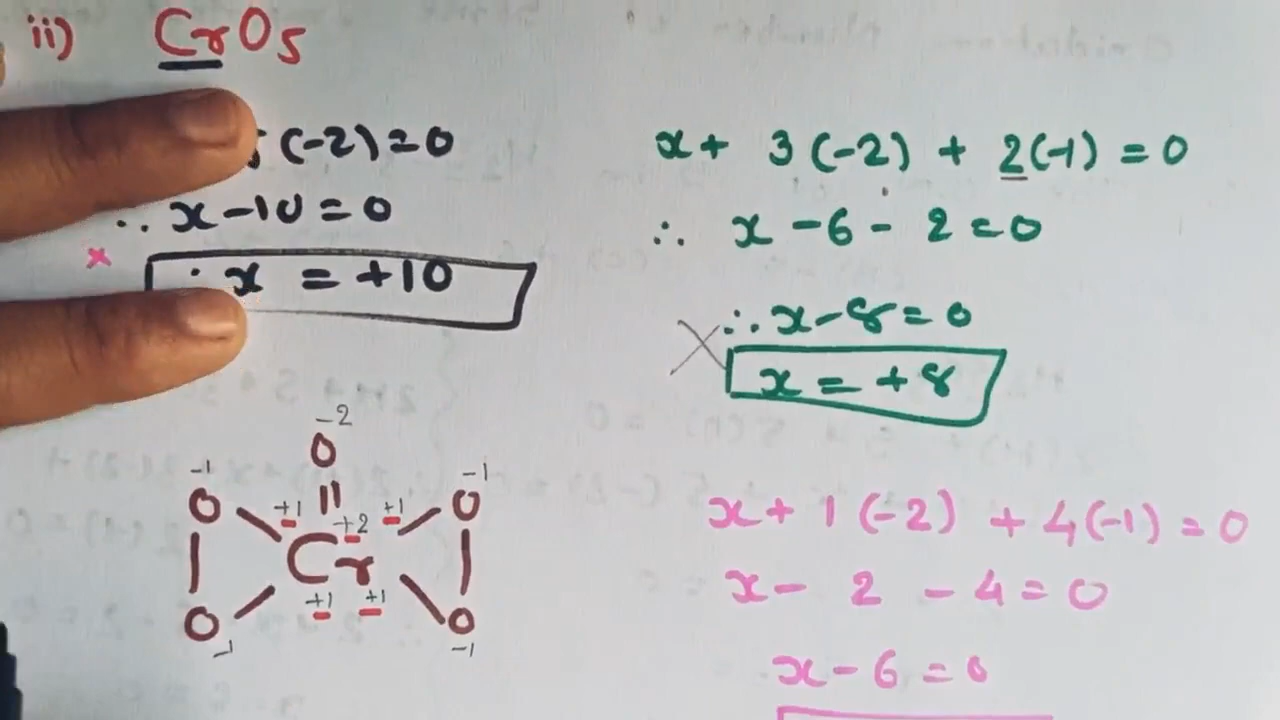 ii) CrO5
(-2)=0
∴ x-10=0
x
x = +10
x + 3(-2) + 2(-1) = 0
∴ x - 6 - 2 = 0
∴ x - 8 = 0
x = +8
-2
O
-1 O +1 +2 +1 O -1
Cr
O +1 +1 O
-1 -1
x + 1(-2) + 4(-1) = 0
x - 2 - 4 = 0
x - 6 = 0